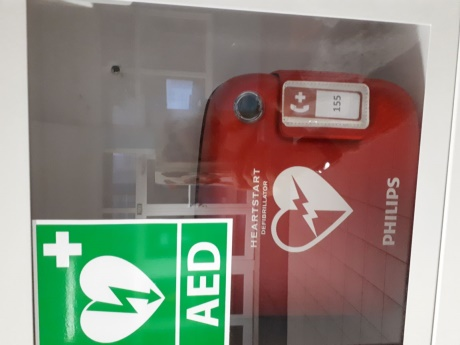 155
HEARTSTART
DEFIBRILLATOR
PHILIPS
AED